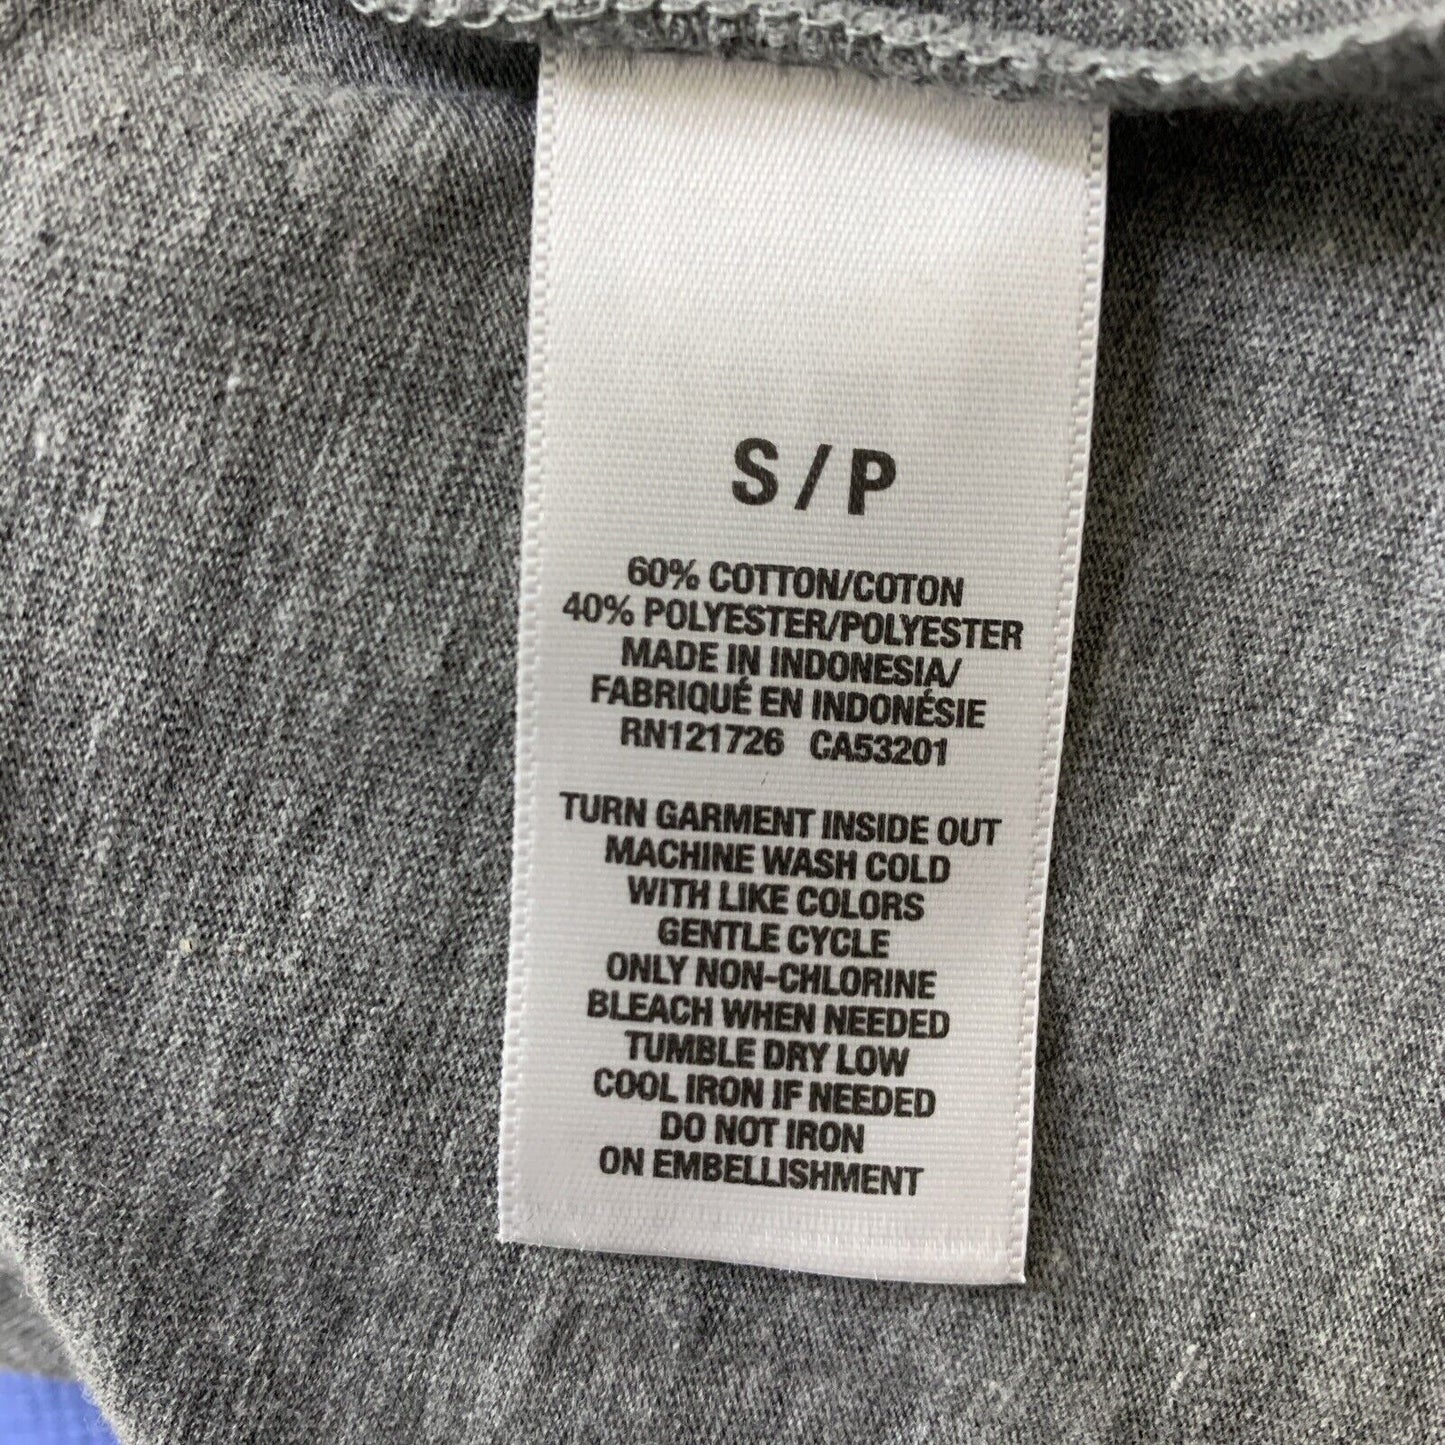 S / P
60% COTTON/COTON
40% POLYESTER/POLYESTER
MADE IN INDONESIA/
FABRIQUÉ EN INDONÉSIE
RN121726 CA53201
TURN GARMENT INSIDE OUT
MACHINE WASH COLD
WITH LIKE COLORS
GENTLE CYCLE
ONLY NON-CHLORINE
BLEACH WHEN NEEDED
TUMBLE DRY LOW
COOL IRON IF NEEDED
DO NOT IRON
ON EMBELLISHMENT